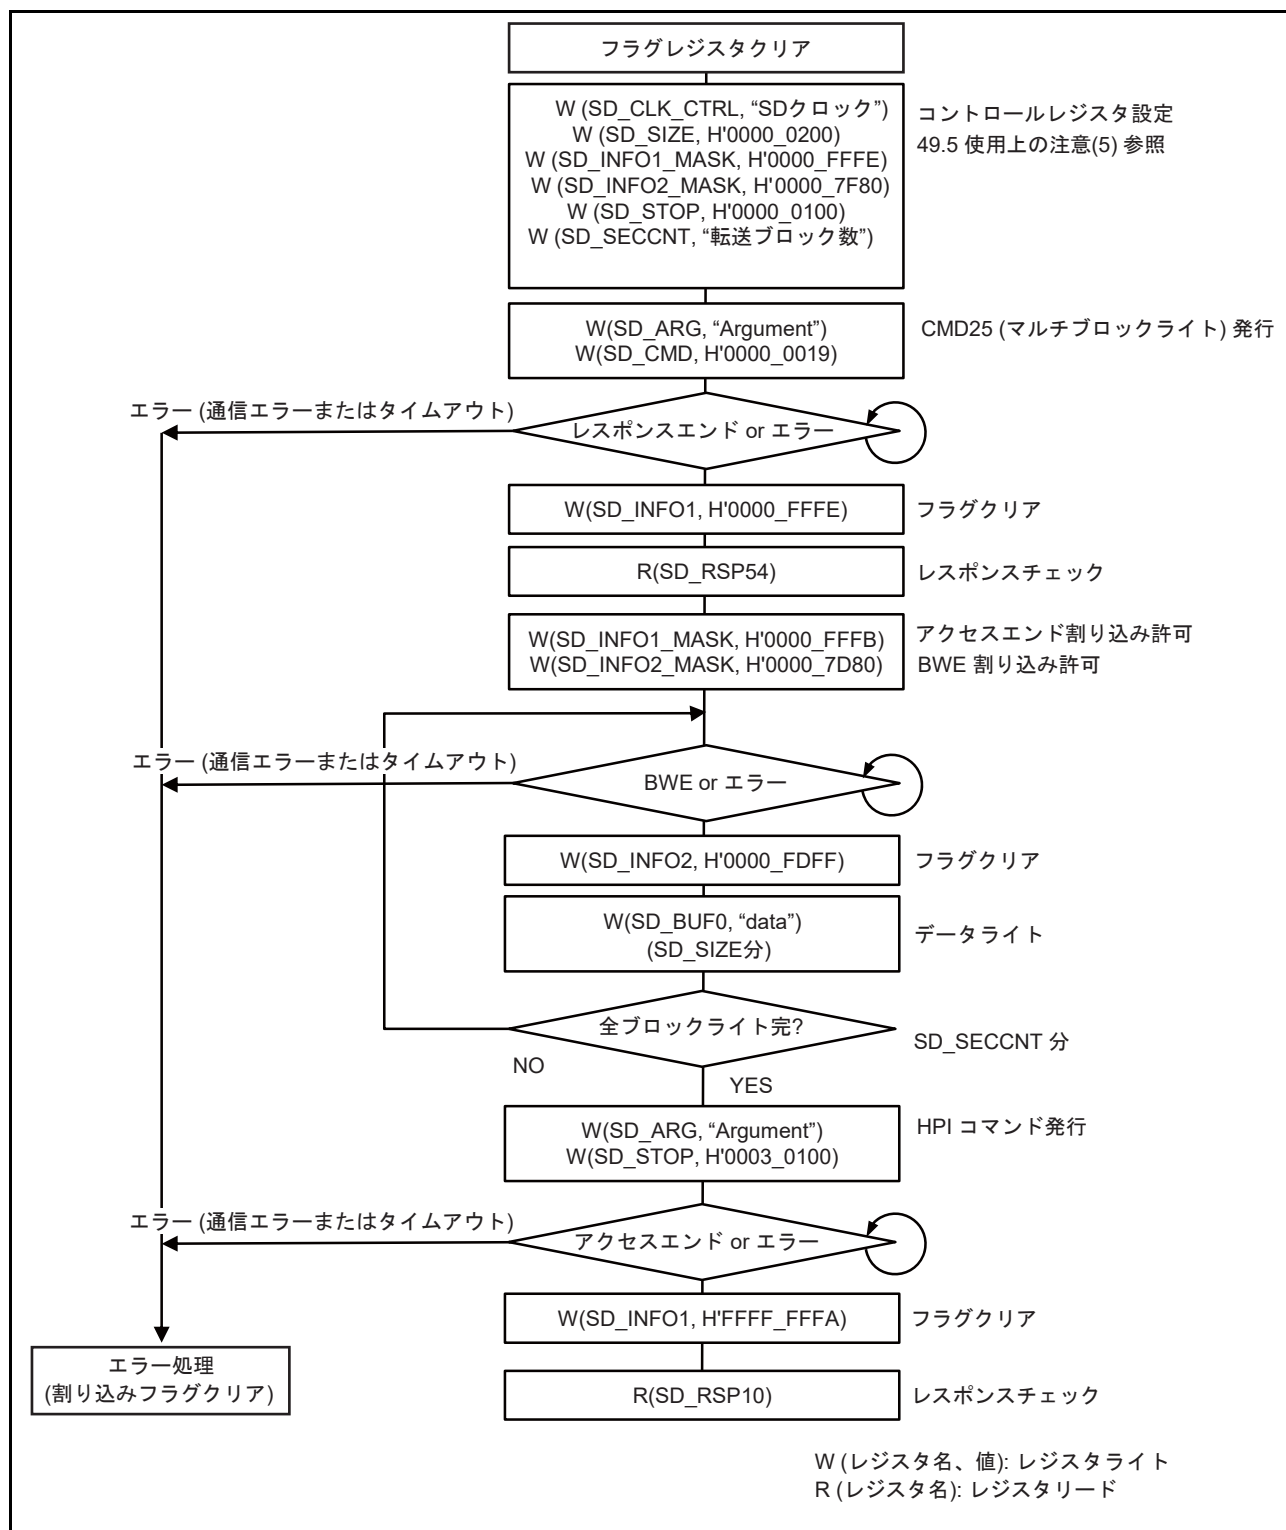 フラグレジスタクリア
W (SD_CLK_CTRL, “SDクロック”)
W (SD_SIZE, H'0000_0200)
W (SD_INFO1_MASK, H'0000_FFFE)
W (SD_INFO2_MASK, H'0000_7F80)
W (SD_STOP, H'0000_0100)
W (SD_SECCNT, “転送ブロック数”)
コントロールレジスタ設定
49.5 使用上の注意(5) 参照
W(SD_ARG, “Argument”)
W(SD_CMD, H'0000_0019)
CMD25 (マルチブロックライト) 発行
エラー (通信エラーまたはタイムアウト)
レスポンスエンド or エラー
W(SD_INFO1, H'0000_FFFE)
フラグクリア
R(SD_RSP54)
レスポンスチェック
W(SD_INFO1_MASK, H'0000_FFFB)
W(SD_INFO2_MASK, H'0000_7D80)
アクセスエンド割り込み許可
BWE 割り込み許可
エラー (通信エラーまたはタイムアウト)
BWE or エラー
W(SD_INFO2, H'0000_FDFF)
フラグクリア
W(SD_BUF0, “data”)
(SD_SIZE分)
データライト
全ブロックライト完?
SD_SECCNT 分
NO
YES
W(SD_ARG, “Argument”)
W(SD_STOP, H'0003_0100)
HPI コマンド発行
エラー (通信エラーまたはタイムアウト)
アクセスエンド or エラー
W(SD_INFO1, H'FFFF_FFFA)
フラグクリア
エラー処理
(割り込みフラグクリア)
R(SD_RSP10)
レスポンスチェック
W (レジスタ名、値): レジスタライト
R (レジスタ名): レジスタリード